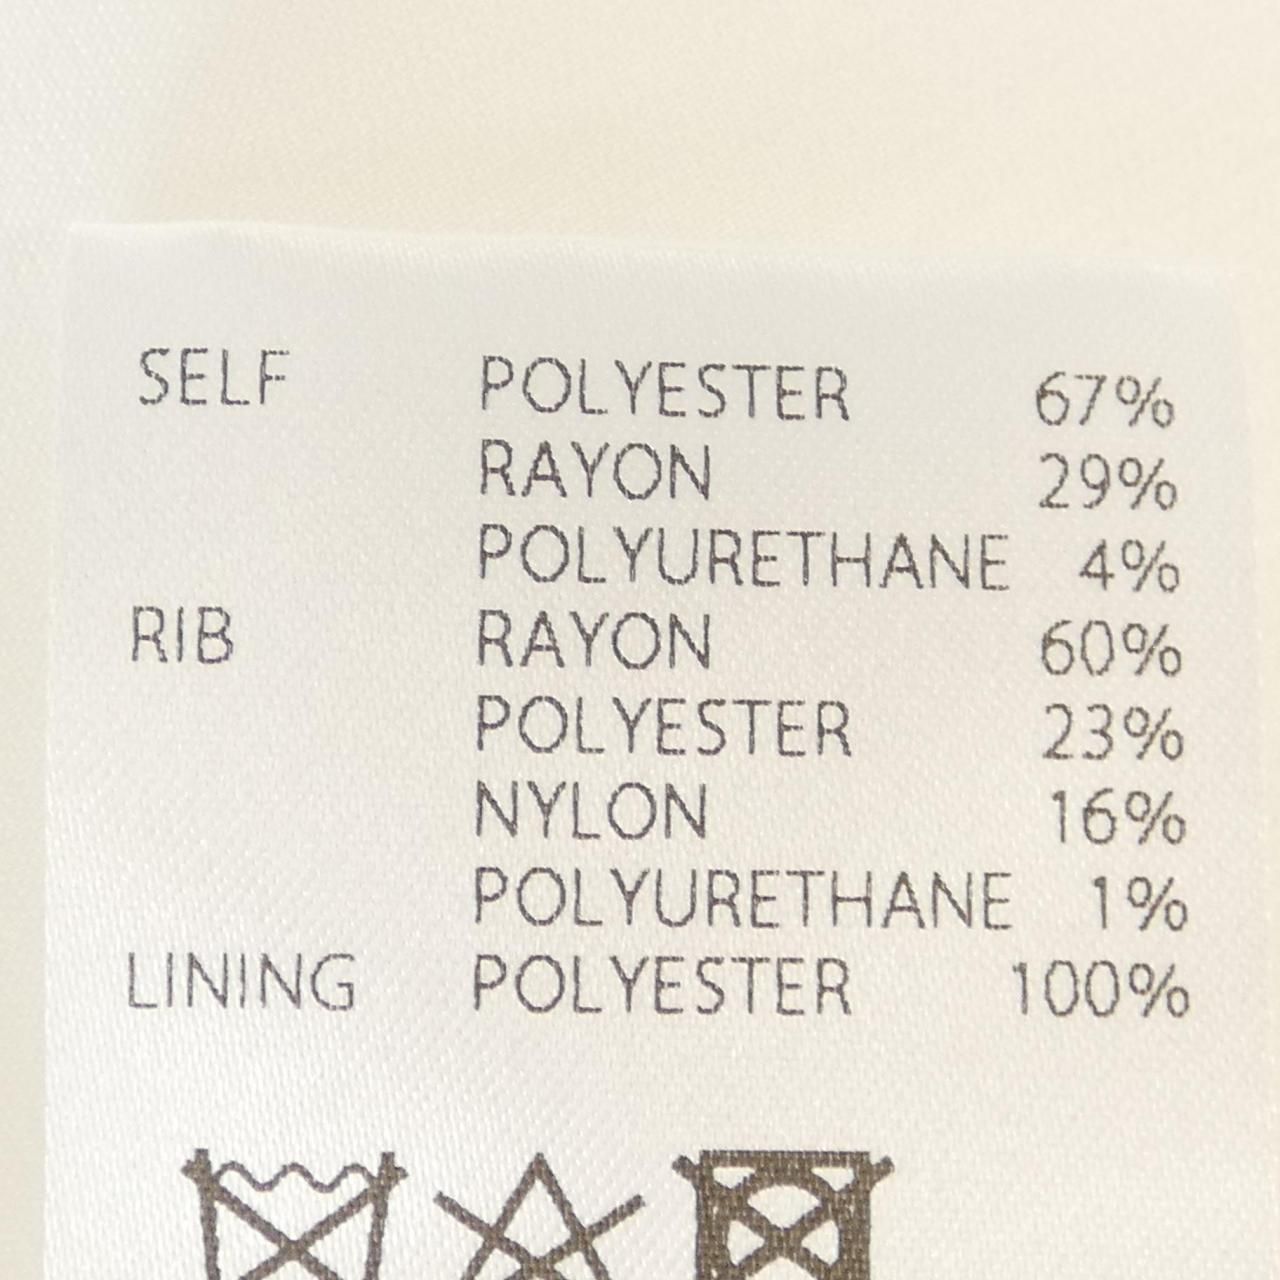 SELF POLYESTER 67%
RAYON 29%
POLYURETHANE 4%
RIB RAYON 60%
POLYESTER 23%
NYLON 16%
POLYURETHANE 1%
LINING POLYESTER 100%